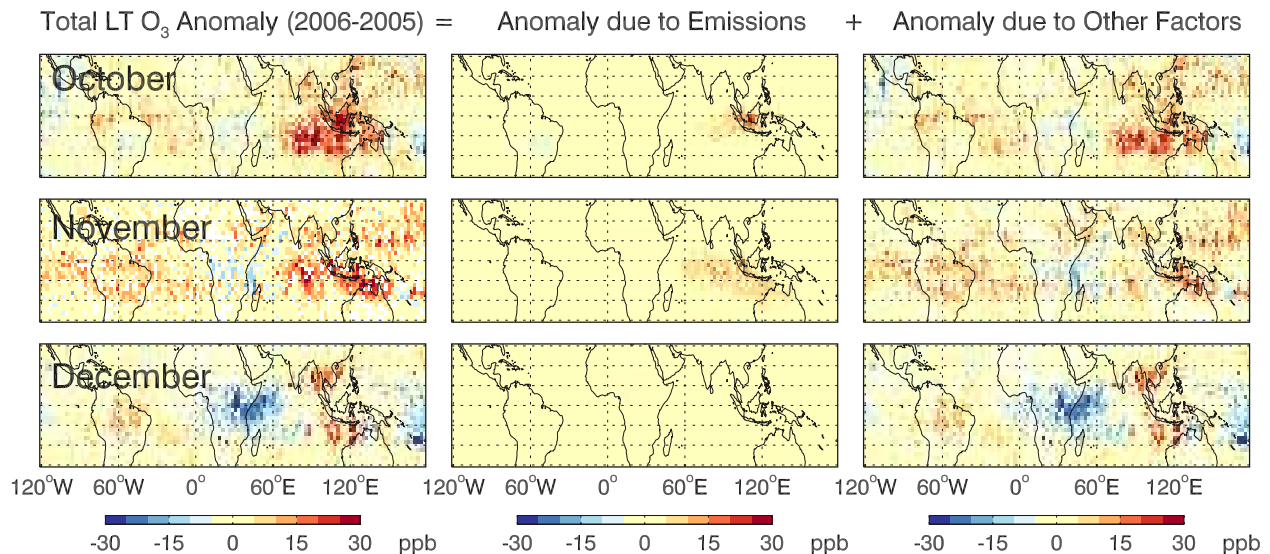 Total LT O3 Anomaly (2006-2005) = Anomaly due to Emissions + Anomaly due to Other Factors
October
November
December
120°W 60°W 0° 60°E 120°E 120°W 60°W 0° 60°E 120°E 120°W 60°W 0° 60°E 120°E
-30 -15 0 15 30 ppb -30 -15 0 15 30 ppb -30 -15 0 15 30 ppb